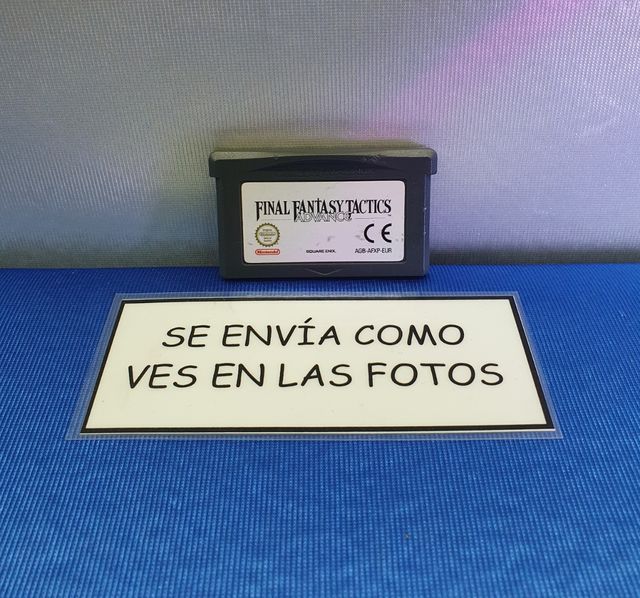 FINAL FANTASY TACTICS
ADVANCE
CE
Nintendo
SQUARE ENIX
AGB-AFXP-EUR
SE ENVÍA COMO
VES EN LAS FOTOS